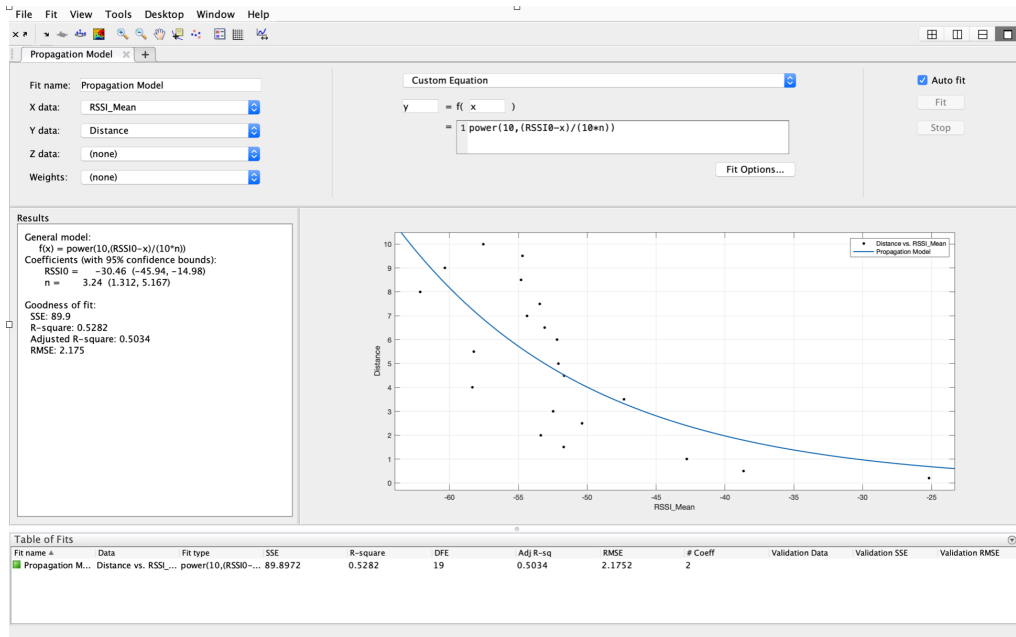 File Fit View Tools Desktop Window Help
Propagation Model
Fit name: Propagation Model
X data: RSSI_Mean
Y data: Distance
Z data: (none)
Weights: (none)
Custom Equation
y = f( x )
= 1 power(10,(RSSI0-x)/(10*n))
Fit Options...
Auto fit
Fit
Stop
Results
General model:
f(x) = power(10,(RSSI0-x)/(10*n))
Coefficients (with 95% confidence bounds):
RSSI0 = -30.46 (-45.94, -14.98)
n = 3.24 (1.312, 5.167)
Goodness of fit:
SSE: 89.9
R-square: 0.5282
Adjusted R-square: 0.5034
RMSE: 2.175
Distance vs. RSSI_Mean
Propagation Model
10
9
8
7
6
5
4
3
2
1
0
Distance
-60 -55 -50 -45 -40 -35 -30 -25
RSSI_Mean
Table of Fits
Fit name Data Fit type SSE R-square DFE Adj R-sq RMSE # Coeff Validation Data Validation SSE Validation RMSE
Propagation M... Distance vs. RSSI_... power(10,(RSSI0-... 89.8972 0.5282 19 0.5034 2.1752 2